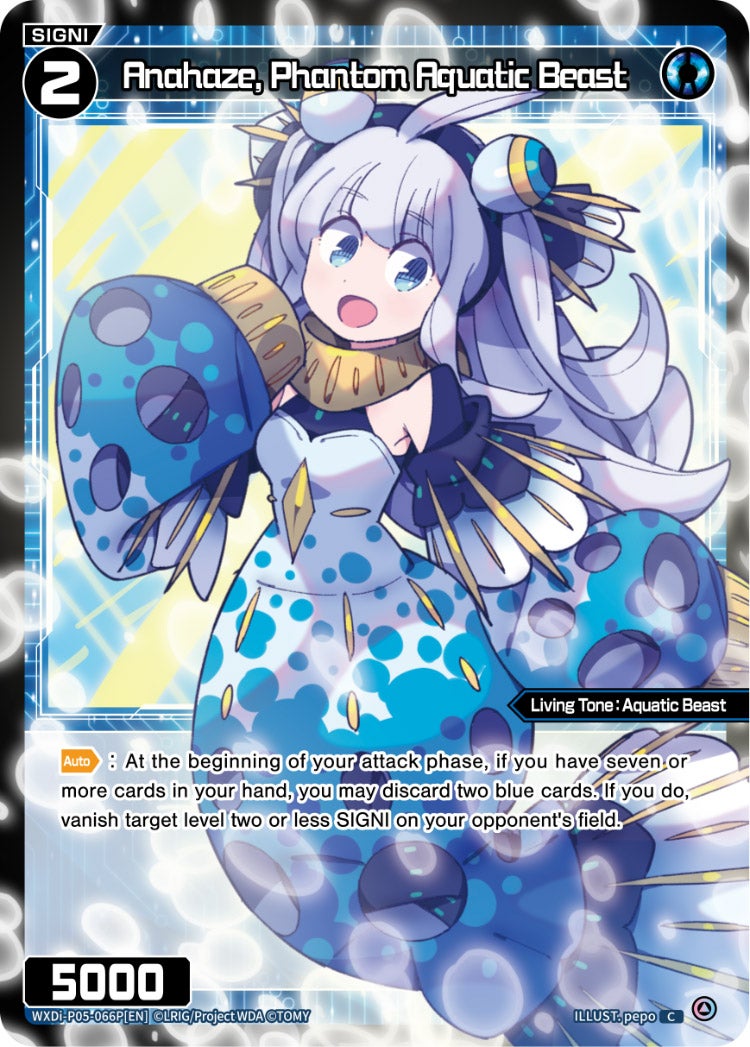 SIGNI
2
Anahaze, Phantom Aquatic Beast
Living Tone:Aquatic Beast
Auto : At the beginning of your attack phase, if you have seven or
more cards in your hand, you may discard two blue cards. If you do,
vanish target level two or less SIGNI on your opponent's field.
5000
WXDi-P05-066P[EN] ©LRIG/Project WDA ©TOMY
ILLUST. pepo C